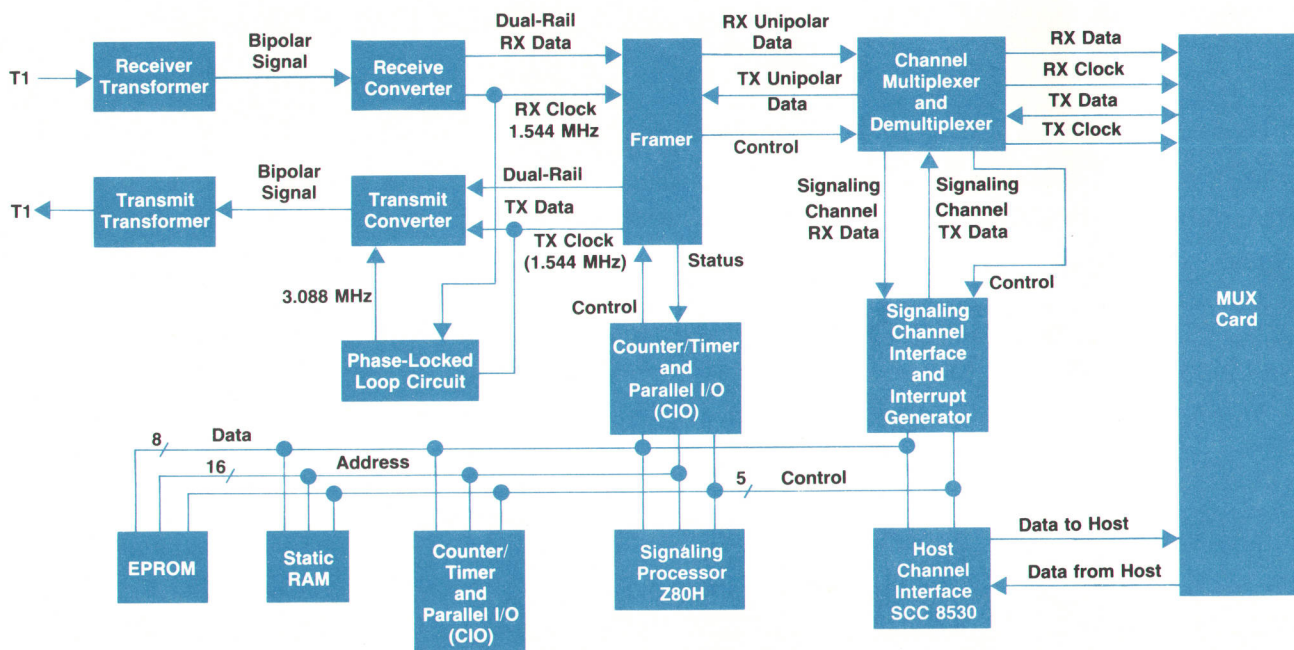 T1
Receiver
Transformer
Bipolar
Signal
Receive
Converter
Dual-Rail
RX Data
RX Clock
1.544 MHz
Framer
RX Unipolar
Data
TX Unipolar
Data
Control
Channel
Multiplexer
and
Demultiplexer
RX Data
RX Clock
TX Data
TX Clock
MUX
Card
T1
Transmit
Transformer
Bipolar
Signal
Transmit
Converter
Dual-Rail
TX Data
TX Clock
(1.544 MHz)
3.088 MHz
Phase-Locked
Loop Circuit
Control
Status
Counter/Timer
and
Parallel I/O
(CIO)
Signaling
Channel
RX Data
Signaling
Channel
TX Data
Control
Signaling
Channel
Interface
and
Interrupt
Generator
8
Data
16
Address
5
Control
EPROM
Static
RAM
Counter/
Timer
and
Parallel I/O
(CIO)
Signaling
Processor
Z80H
Host
Channel
Interface
SCC 8530
Data to Host
Data from Host